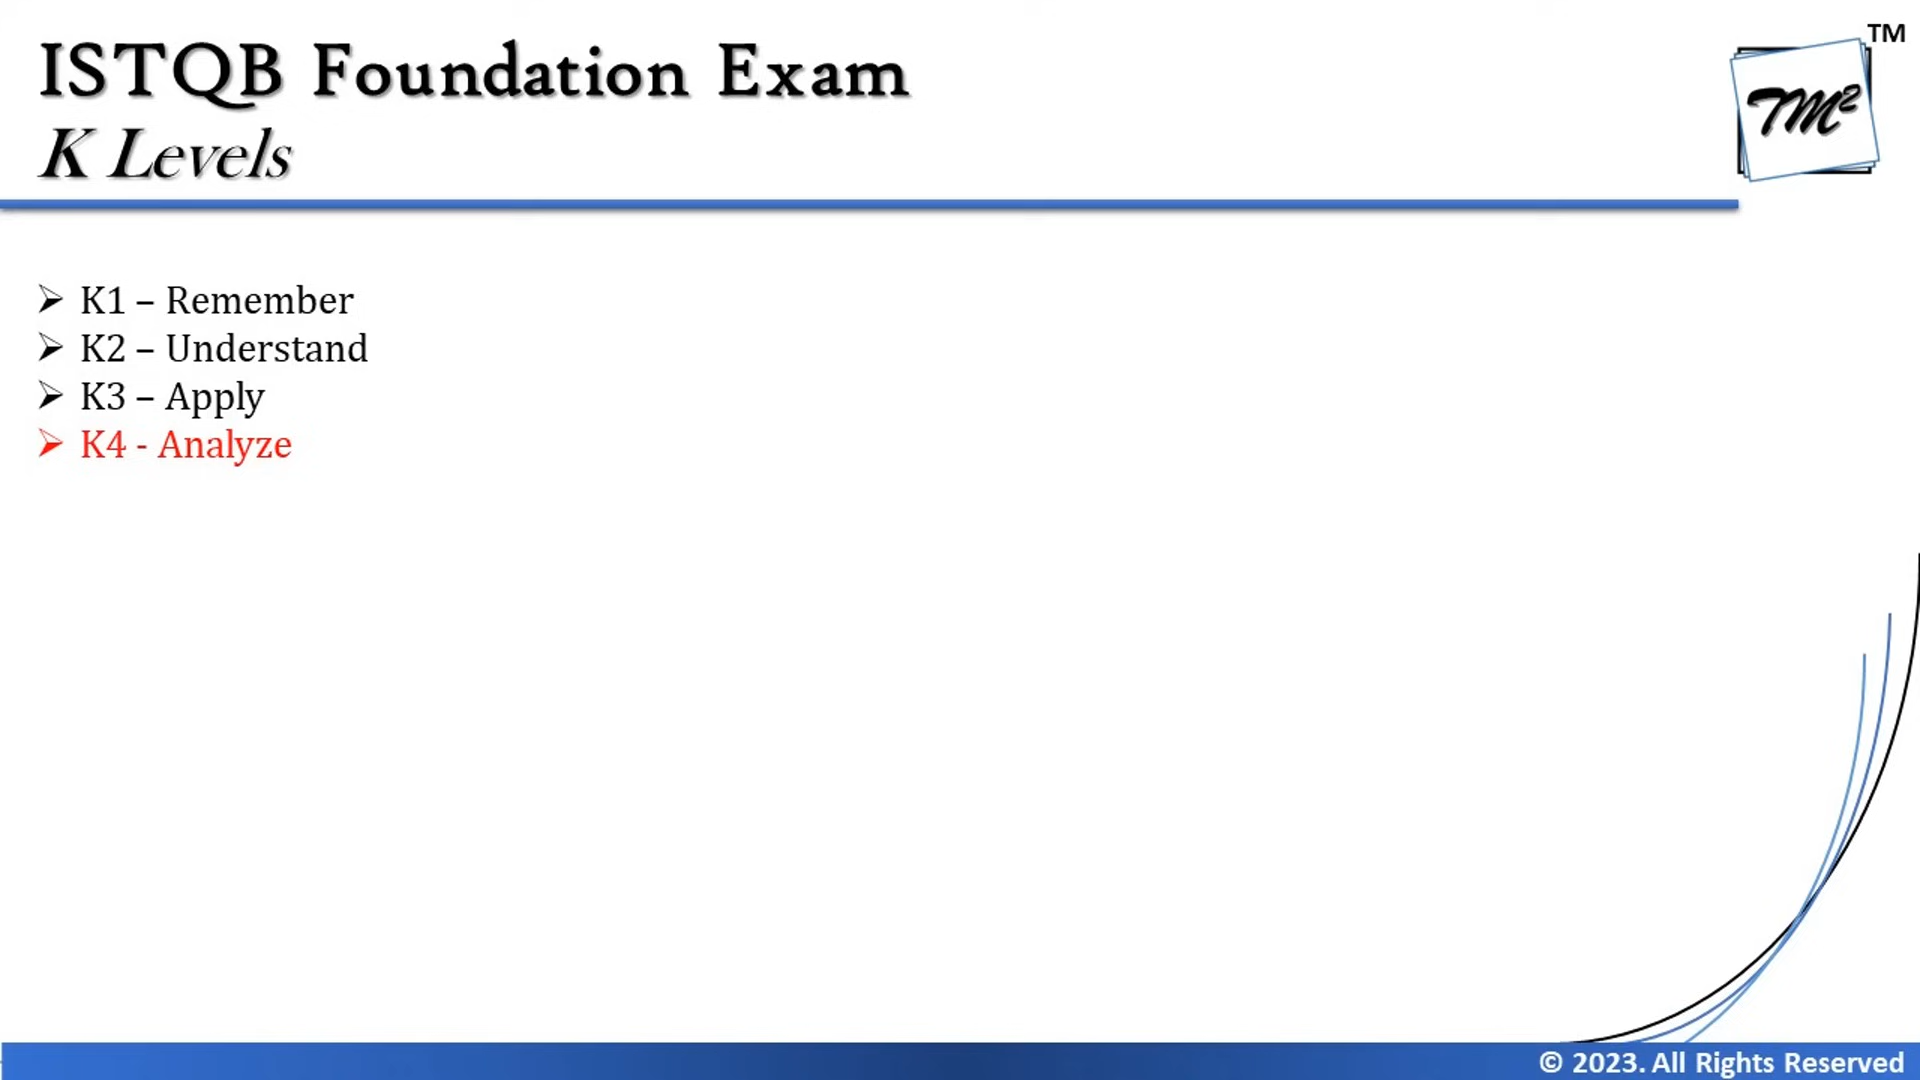 ISTQB Foundation Exam
K Levels
TM
TM²
➢ K1 – Remember
➢ K2 – Understand
➢ K3 – Apply
➢ K4 - Analyze
© 2023. All Rights Reserved